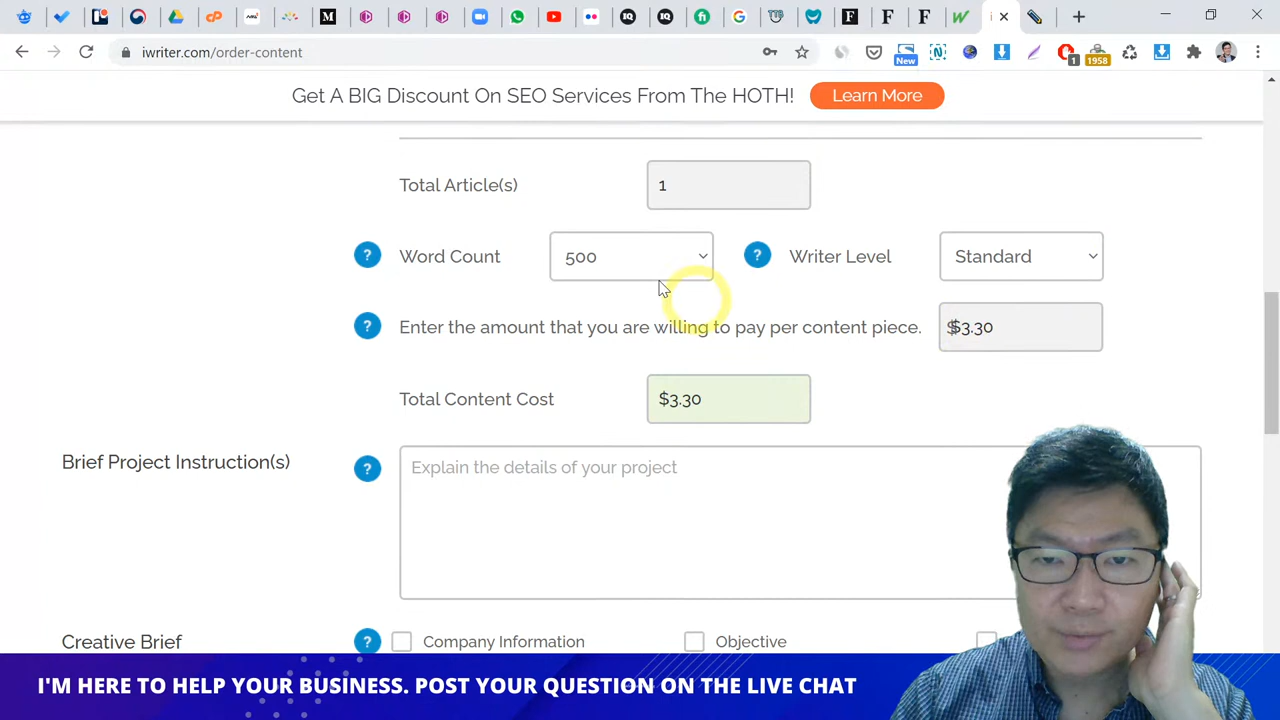 iwriter.com/order-content
New
1
1958
Get A BIG Discount On SEO Services From The HOTH! Learn More
Total Article(s) 1
? Word Count 500 ? Writer Level Standard
? Enter the amount that you are willing to pay per content piece. $3.30
Total Content Cost $3.30
Brief Project Instruction(s) ? Explain the details of your project
Creative Brief ? Company Information Objective
I'M HERE TO HELP YOUR BUSINESS. POST YOUR QUESTION ON THE LIVE CHAT